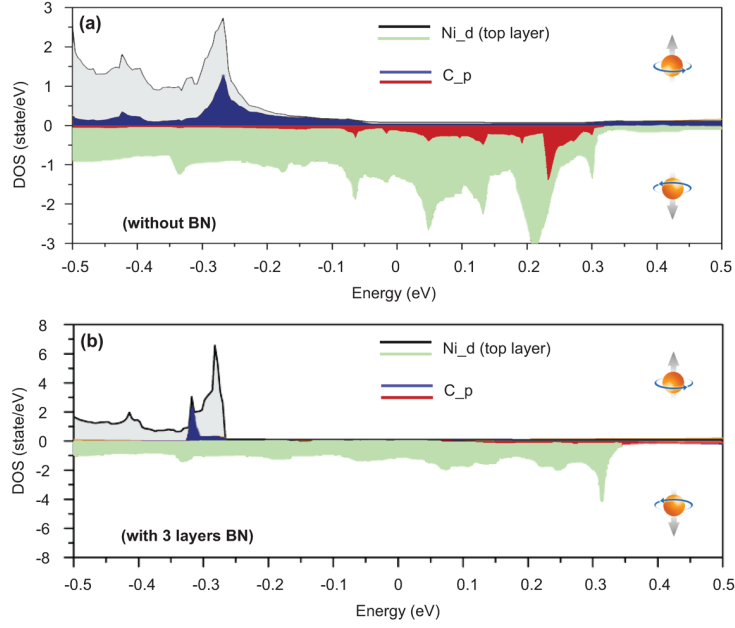 (a)
3
2
1
0
-1
-2
-3
DOS (state/eV)
Ni_d (top layer)
C_p
(without BN)
-0.5 -0.4 -0.3 -0.2 -0.1 0 0.1 0.2 0.3 0.4 0.5
Energy (eV)
(b)
8
6
4
2
0
-2
-4
-6
-8
DOS (state/eV)
Ni_d (top layer)
C_p
(with 3 layers BN)
-0.5 -0.4 -0.3 -0.2 -0.1 0 0.1 0.2 0.3 0.4 0.5
Energy (eV)